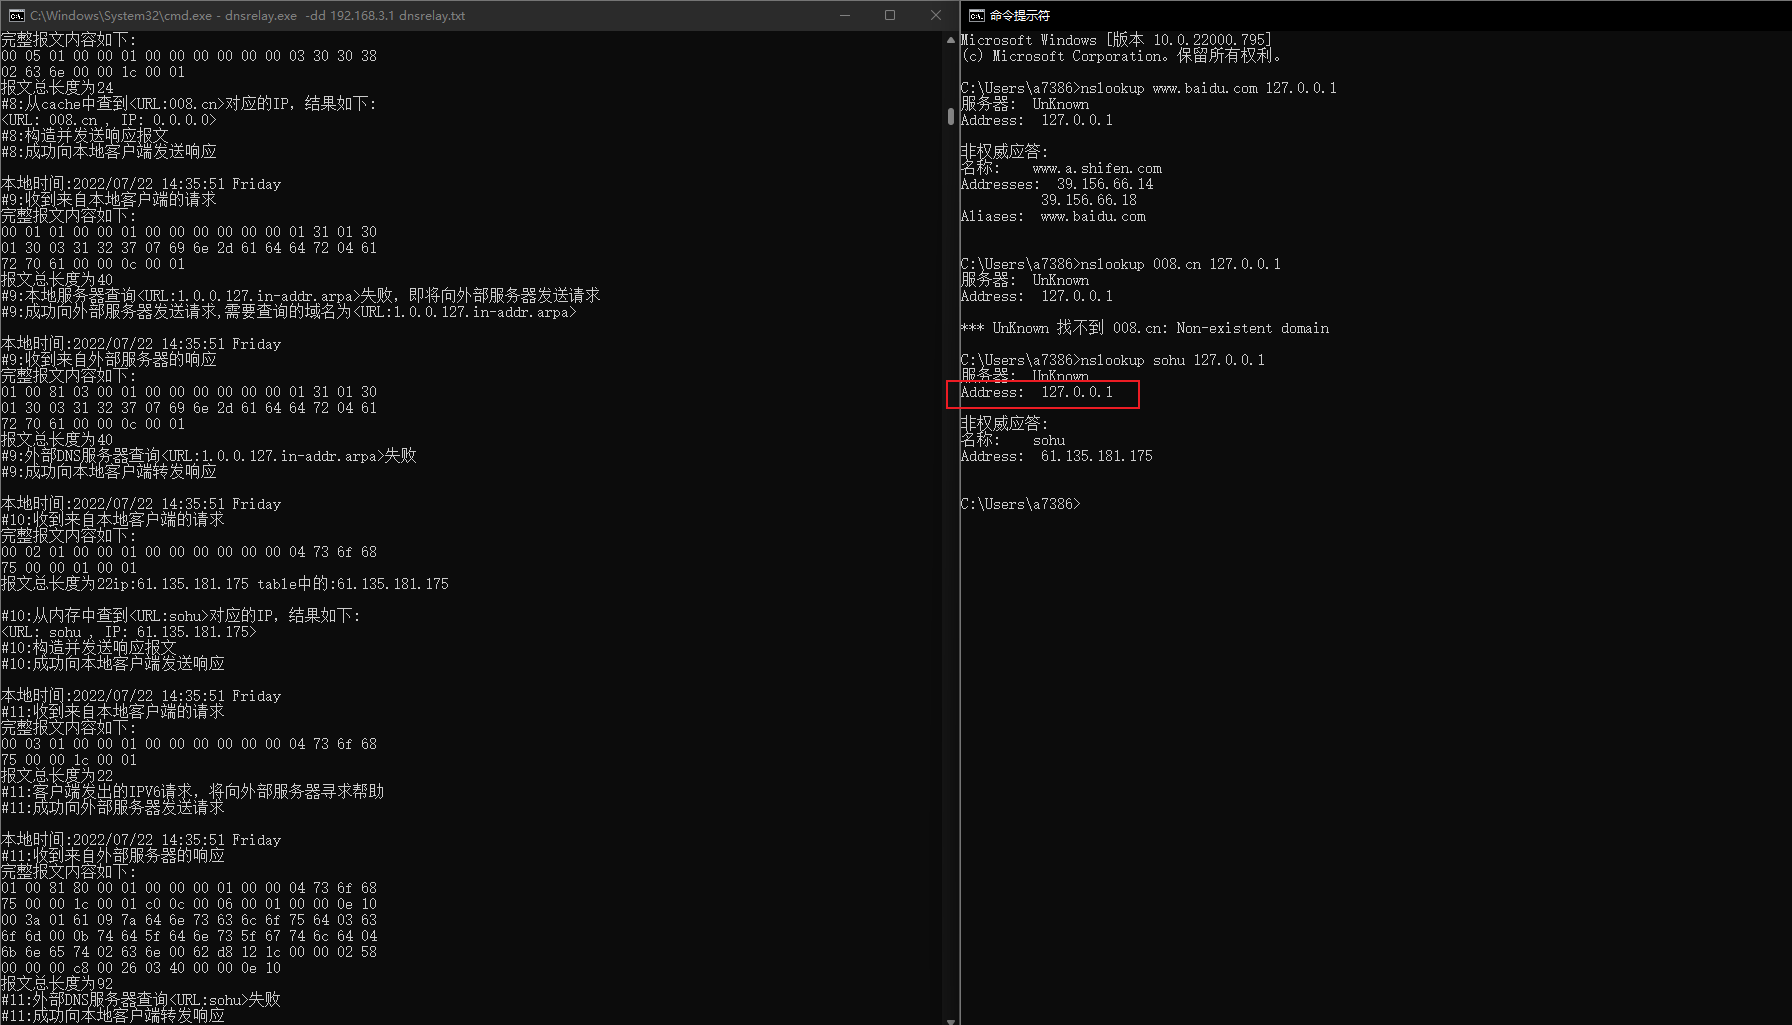 C:\Windows\System32\cmd.exe - dnsrelay.exe  -dd 192.168.3.1 dnsrelay.txt
完整报文内容如下:
00 05 01 00 00 01 00 00 00 00 00 00 03 30 30 38
02 63 6e 00 00 1c 00 01
报文总长度为24
#8:从cache中查到<URL:008.cn>对应的IP，结果如下:
<URL: 008.cn , IP: 0.0.0.0>
#8:构造并发送响应报文
#8:成功向本地客户端发送响应
本地时间:2022/07/22 14:35:51 Friday
#9:收到来自本地客户端的请求
完整报文内容如下:
00 01 01 00 00 01 00 00 00 00 00 00 01 31 01 30
01 30 03 31 32 37 07 69 6e 2d 61 64 64 72 04 61
72 70 61 00 00 0c 00 01
报文总长度为40
#9:本地服务器查询<URL:1.0.0.127.in-addr.arpa>失败，即将向外部服务器发送请求
#9:成功向外部服务器发送请求,需要查询的域名为<URL:1.0.0.127.in-addr.arpa>
本地时间:2022/07/22 14:35:51 Friday
#9:收到来自外部服务器的响应
完整报文内容如下:
01 00 81 03 00 01 00 00 00 00 00 00 01 31 01 30
01 30 03 31 32 37 07 69 6e 2d 61 64 64 72 04 61
72 70 61 00 00 0c 00 01
报文总长度为40
#9:外部DNS服务器查询<URL:1.0.0.127.in-addr.arpa>失败
#9:成功向本地客户端转发响应
本地时间:2022/07/22 14:35:51 Friday
#10:收到来自本地客户端的请求
完整报文内容如下:
00 02 01 00 00 01 00 00 00 00 00 00 04 73 6f 68
75 00 00 01 00 01
报文总长度为22ip:61.135.181.175 table中的:61.135.181.175
#10:从内存中查到<URL:sohu>对应的IP，结果如下:
<URL: sohu , IP: 61.135.181.175>
#10:构造并发送响应报文
#10:成功向本地客户端发送响应
本地时间:2022/07/22 14:35:51 Friday
#11:收到来自本地客户端的请求
完整报文内容如下:
00 03 01 00 00 01 00 00 00 00 00 00 04 73 6f 68
75 00 00 1c 00 01
报文总长度为22
#11:客户端发出的IPV6请求，将向外部服务器寻求帮助
#11:成功向外部服务器发送请求
本地时间:2022/07/22 14:35:51 Friday
#11:收到来自外部服务器的响应
完整报文内容如下:
01 00 81 80 00 01 00 00 00 01 00 00 04 73 6f 68
75 00 00 1c 00 01 c0 0c 00 06 00 01 00 00 0e 10
00 3a 01 61 09 7a 64 6e 73 63 6c 6f 75 64 03 63
6f 6d 00 0b 74 64 5f 64 6e 73 5f 67 74 6c 64 04
6b 6e 65 74 02 63 6e 00 62 d8 12 1c 00 00 02 58
00 00 00 c8 00 26 03 40 00 00 0e 10
报文总长度为92
#11:外部DNS服务器查询<URL:sohu>失败
#11:成功向本地客户端转发响应
命令提示符
Microsoft Windows [版本 10.0.22000.795]
(c) Microsoft Corporation。保留所有权利。
C:\Users\a7386>nslookup www.baidu.com 127.0.0.1
服务器:  UnKnown
Address:  127.0.0.1
非权威应答:
名称:    www.a.shifen.com
Addresses:  39.156.66.14
39.156.66.18
Aliases:  www.baidu.com
C:\Users\a7386>nslookup 008.cn 127.0.0.1
服务器:  UnKnown
Address:  127.0.0.1
*** UnKnown 找不到 008.cn: Non-existent domain
C:\Users\a7386>nslookup sohu 127.0.0.1
服务器:  UnKnown
Address:  127.0.0.1
非权威应答:
名称:    sohu
Address:  61.135.181.175
C:\Users\a7386>